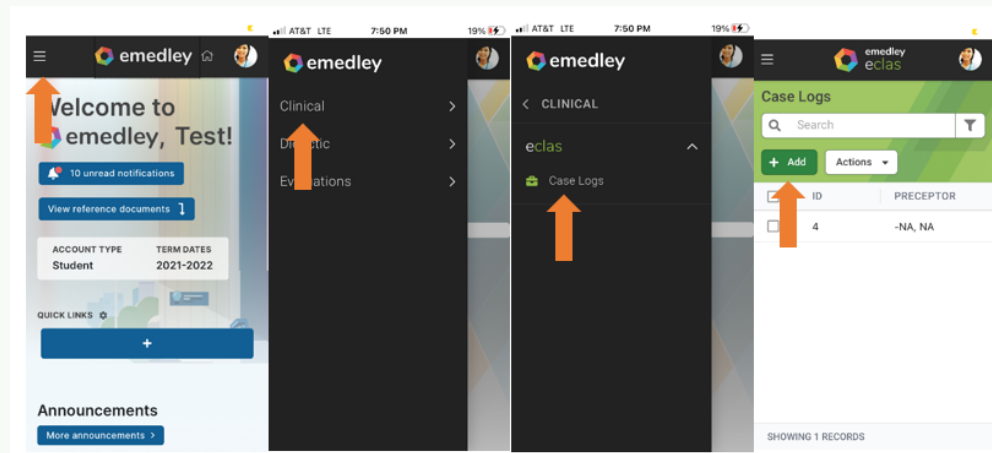 emedley
Welcome to
emedley, Test!
10 unread notifications
View reference documents
ACCOUNT TYPE
TERM DATES
Student
2021-2022
QUICK LINKS
+
Announcements
More announcements >
AT&T LTE 7:50 PM 19%
emedley
Clinical >
>
Evaluations >
AT&T LTE 7:50 PM 19%
emedley
< CLINICAL
eclas
Case Logs
emedley
eclas
Case Logs
Search
+ Add
Actions
ID PRECEPTOR
4 -NA, NA
SHOWING 1 RECORDS